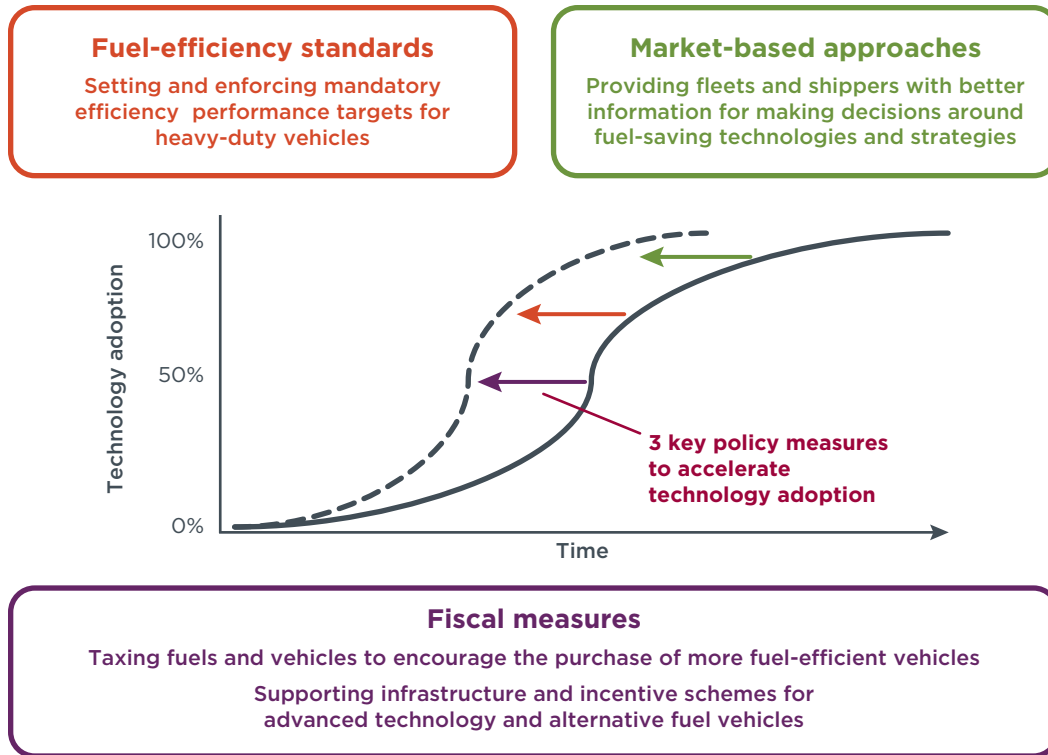 Fuel-efficiency standards
Setting and enforcing mandatory
efficiency performance targets for
heavy-duty vehicles
Market-based approaches
Providing fleets and shippers with better
information for making decisions around
fuel-saving technologies and strategies
Technology adoption
100%
50%
0%
3 key policy measures
to accelerate
technology adoption
Time
Fiscal measures
Taxing fuels and vehicles to encourage the purchase of more fuel-efficient vehicles
Supporting infrastructure and incentive schemes for
advanced technology and alternative fuel vehicles